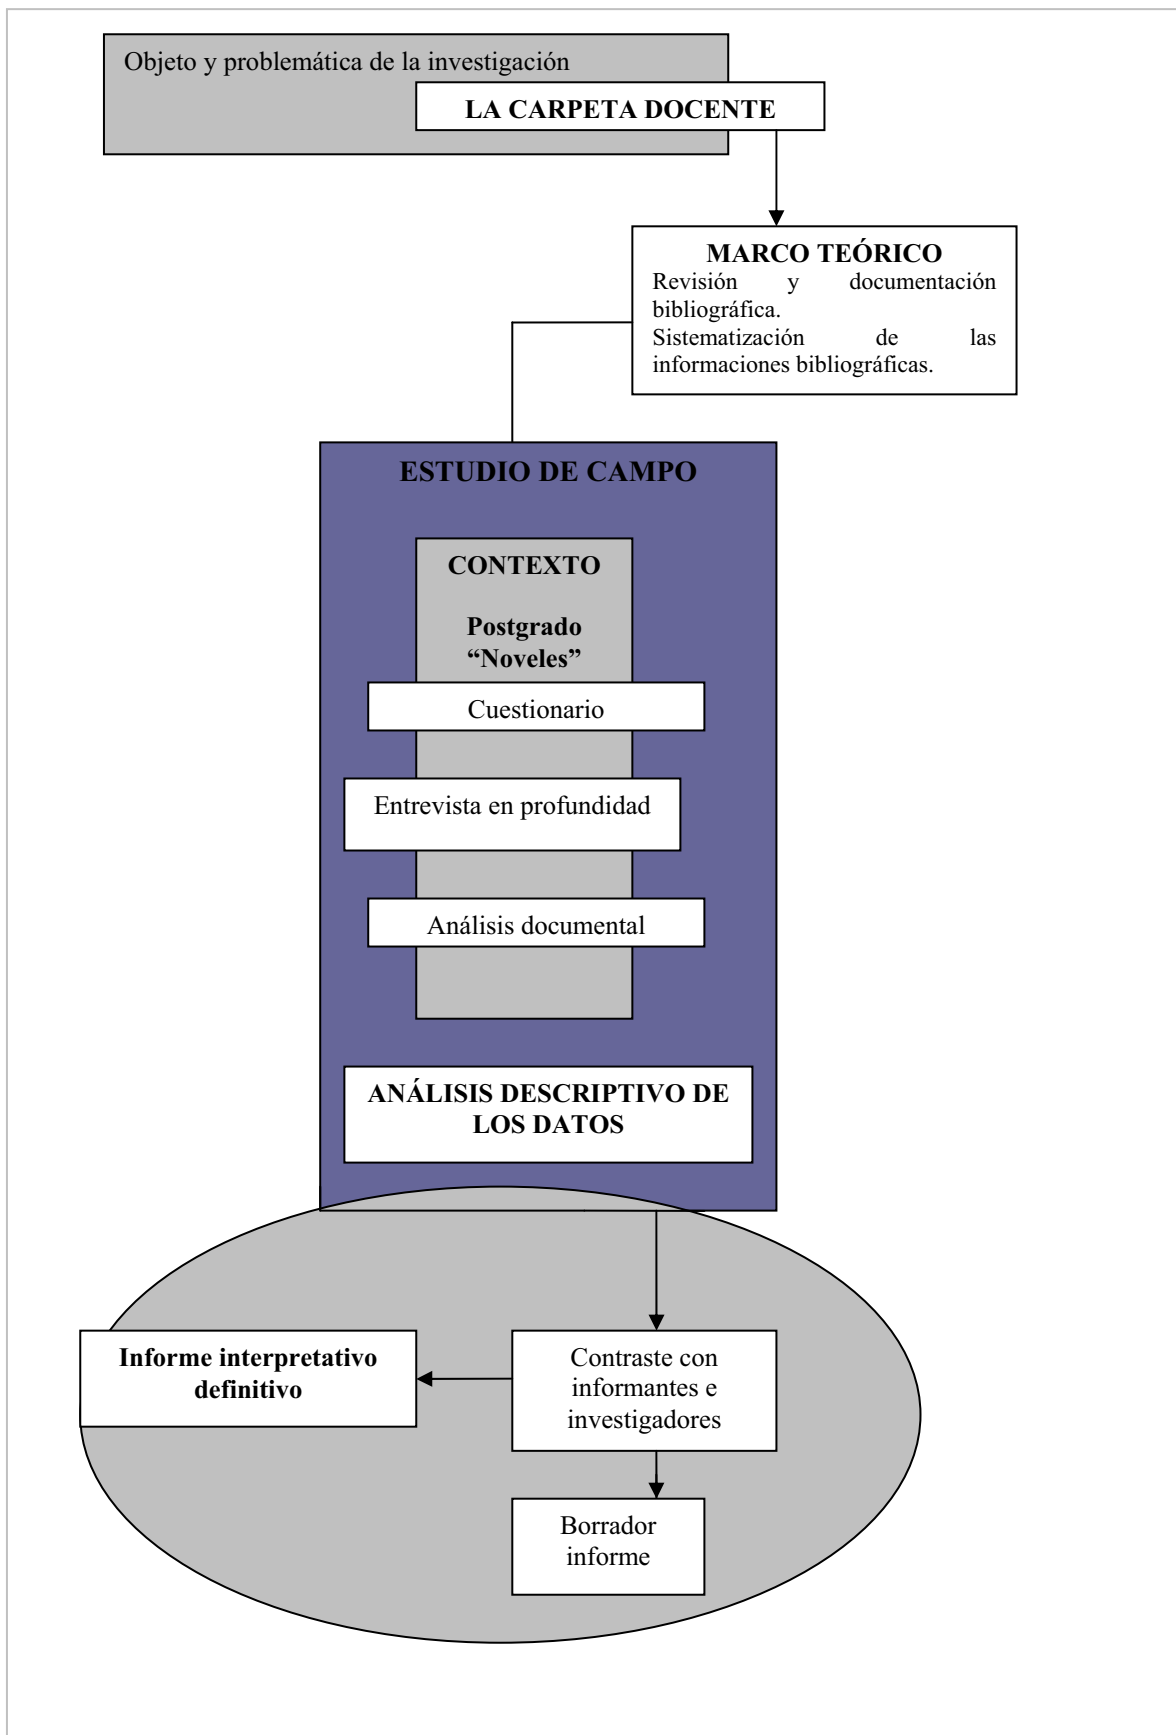 Objeto y problemática de la investigación
LA CARPETA DOCENTE
MARCO TEÓRICO
Revisión y documentación
bibliográfica.
Sistematización de las
informaciones bibliográficas.
ESTUDIO DE CAMPO
CONTEXTO
Postgrado
“Noveles”
Cuestionario
Entrevista en profundidad
Análisis documental
ANÁLISIS DESCRIPTIVO DE
LOS DATOS
Informe interpretativo
definitivo
Contraste con
informantes e
investigadores
Borrador
informe